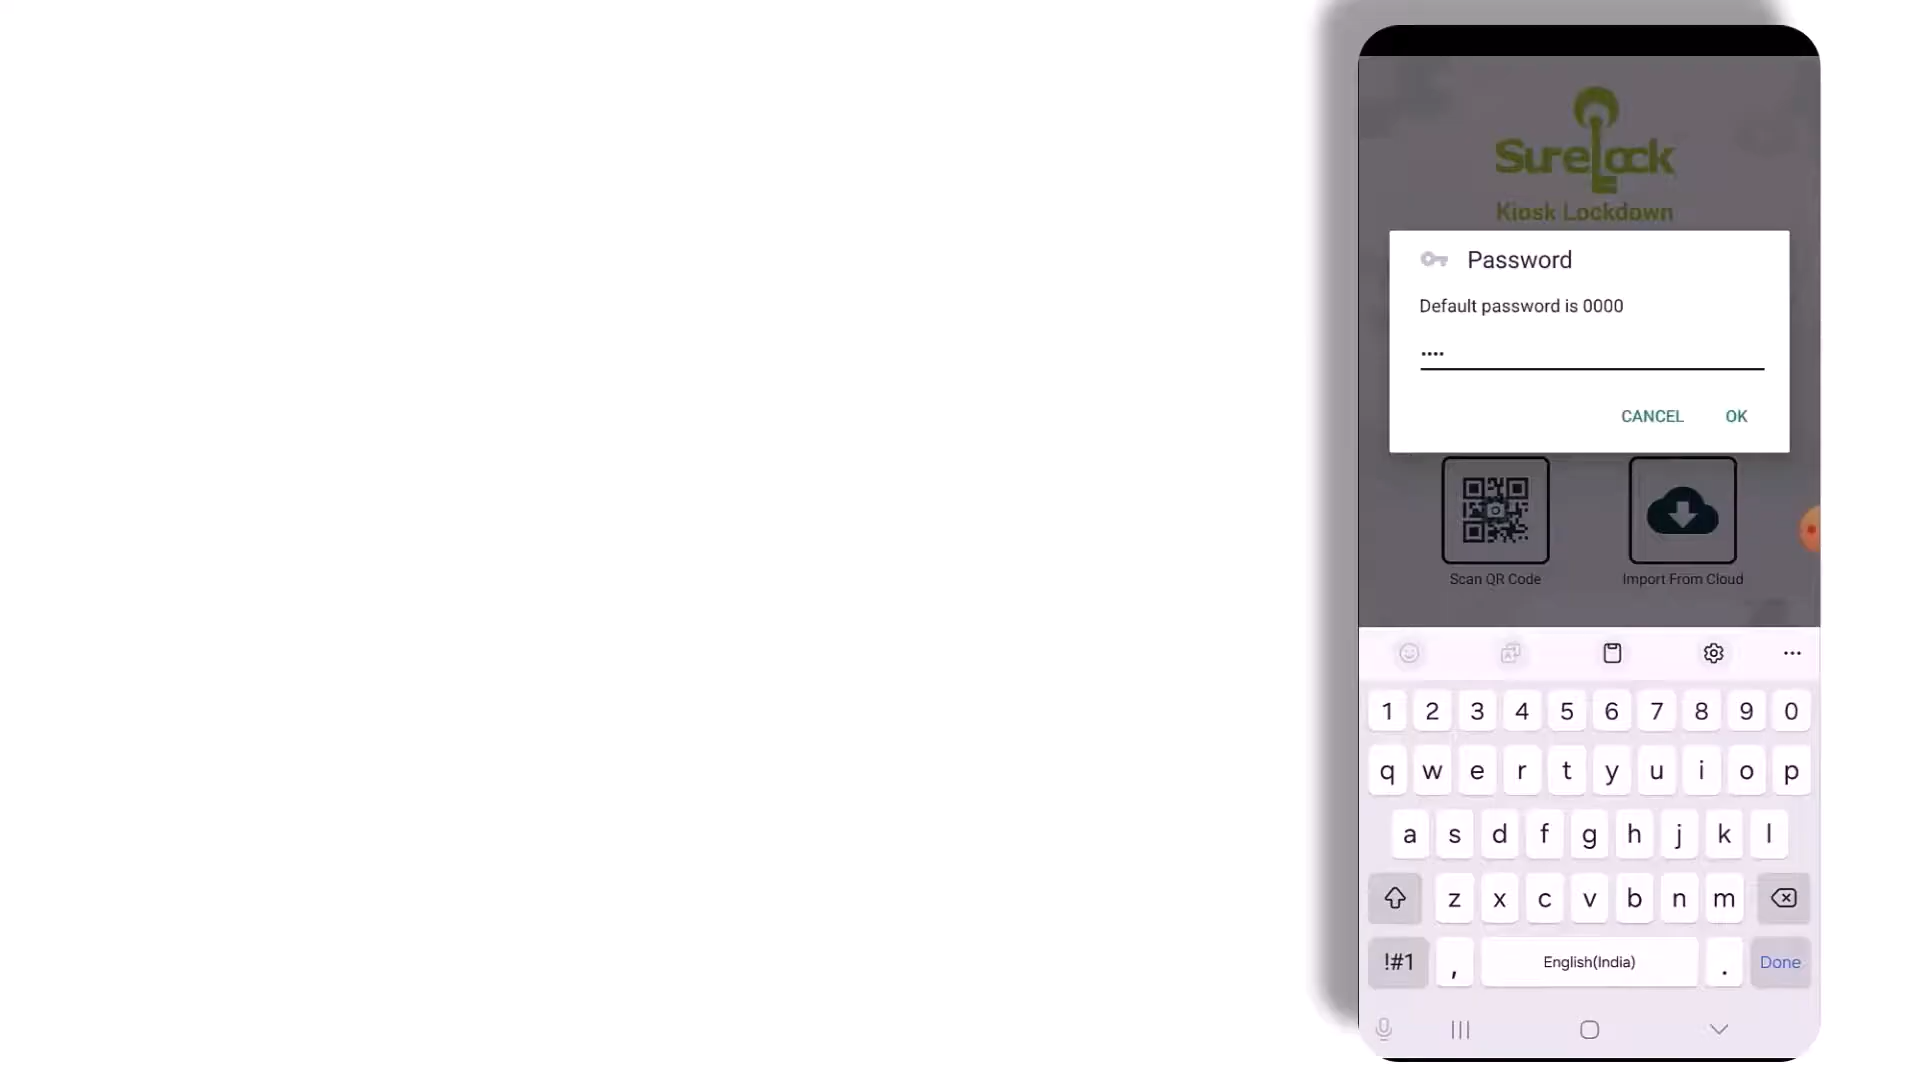 SureLock
Kiosk Lockdown
Password
Default password is 0000
••••
CANCEL OK
Scan QR Code Import From Cloud
1 2 3 4 5 6 7 8 9 0
q w e r t y u i o p
a s d f g h j k l
z x c v b n m
!#1 , English(India) . Done